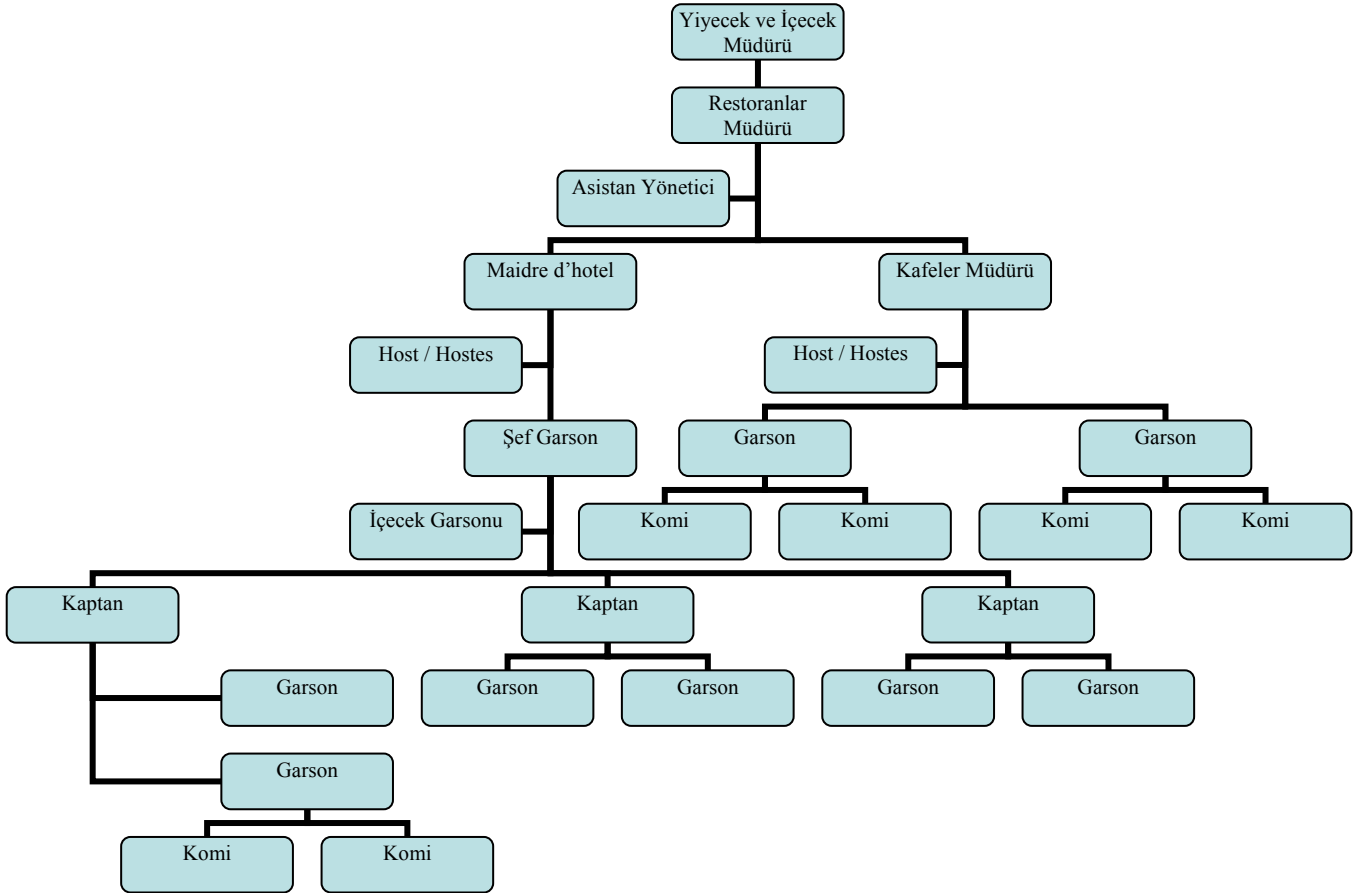 Yiyecek ve İçecek
Müdürü
Restoranlar
Müdürü
Asistan Yönetici
Maidre d’hotel
Kafeler Müdürü
Host / Hostes
Host / Hostes
Şef Garson
Garson
Garson
İçecek Garsonu
Komi
Komi
Komi
Komi
Kaptan
Kaptan
Kaptan
Garson
Garson
Garson
Garson
Garson
Garson
Komi
Komi